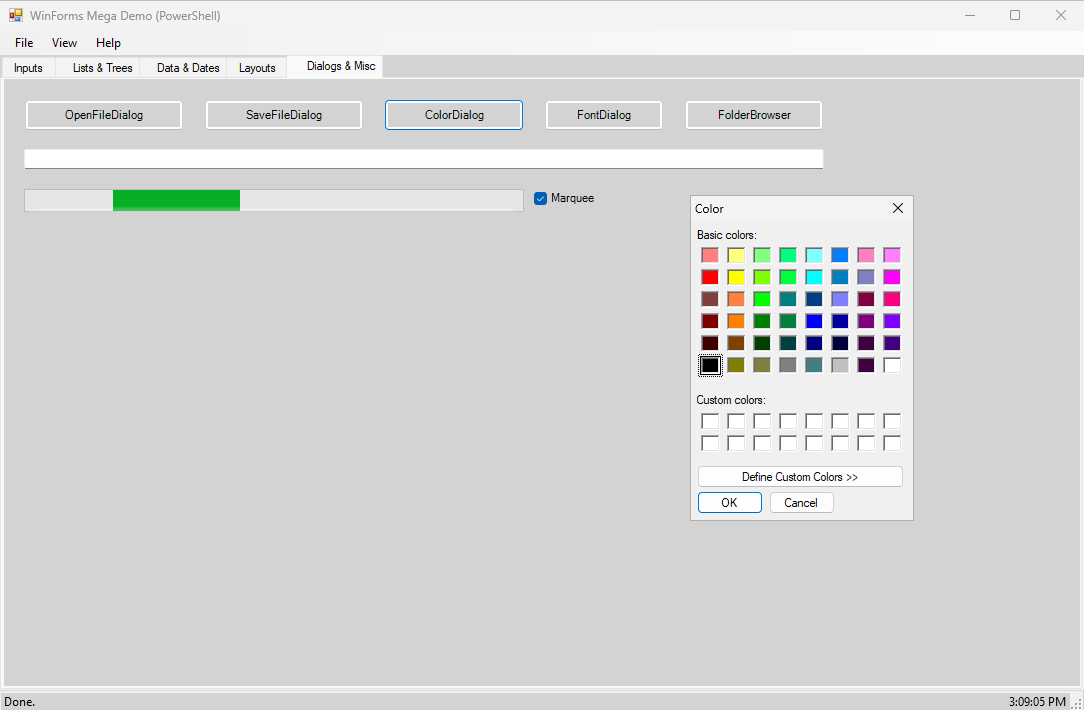 WinForms Mega Demo (PowerShell)
File View Help
Inputs Lists & Trees Data & Dates Layouts Dialogs & Misc
OpenFileDialog SaveFileDialog ColorDialog FontDialog FolderBrowser
Marquee
Color
Basic colors:
Custom colors:
Define Custom Colors >>
OK Cancel
Done. 3:09:05 PM